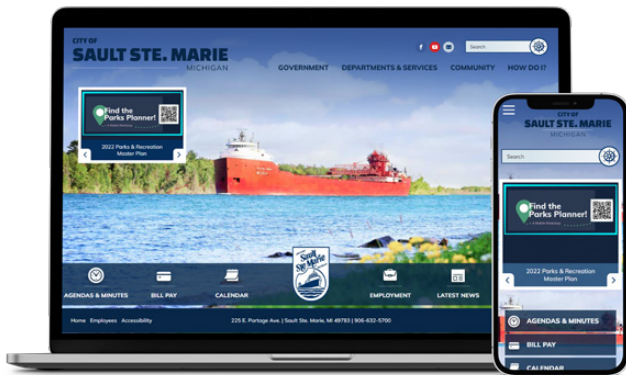 CITY OF
SAULT STE. MARIE
MICHIGAN
Search
GOVERNMENT DEPARTMENTS & SERVICES COMMUNITY HOW DO I?
Find the
Parks Planner!
2022 Parks & Recreation
Master Plan
Sault
Ste Marie
AGENDAS & MINUTES BILL PAY CALENDAR EMPLOYMENT LATEST NEWS
Home Employees Accessibility 225 E. Portage Ave. | Sault Ste. Marie, MI 49783 | 906-632-5700
CITY OF
SAULT STE. MARIE
MICHIGAN
Search
Find the
Parks Planner!
2022 Parks & Recreation
Master Plan
AGENDAS & MINUTES
BILL PAY
CALENDAR